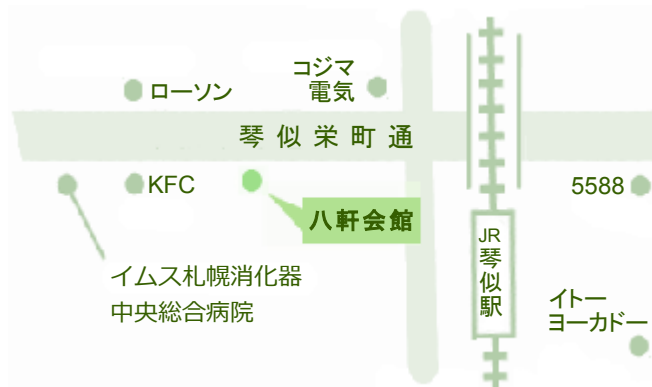 コジマ
電気
ローソン
琴似栄町通
KFC
5588
八軒会館
JR
琴似駅
イムス札幌消化器
中央総合病院
イトー
ヨーカドー